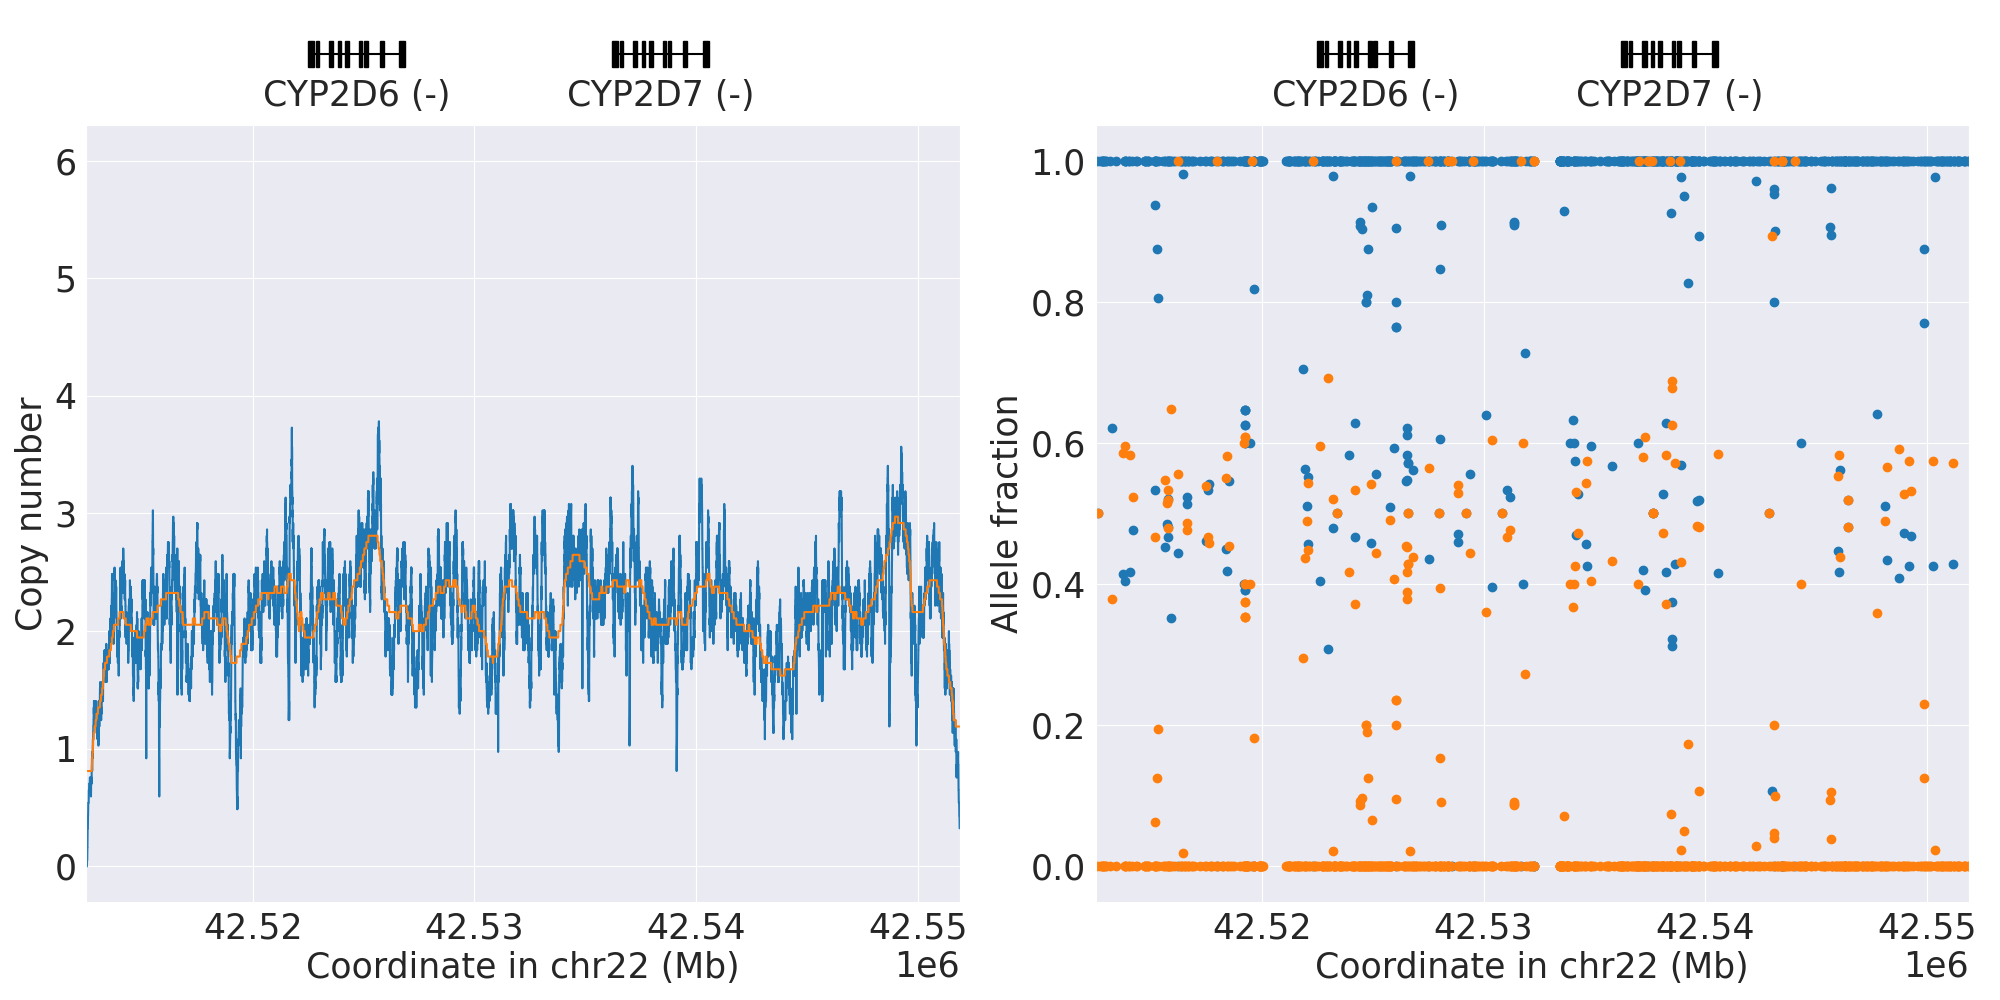 CYP2D6 (-) CYP2D7 (-)
Copy number
6
5
4
3
2
1
0
42.52 42.53 42.54 42.55
Coordinate in chr22 (Mb)
1e6
CYP2D6 (-) CYP2D7 (-)
Allele fraction
1.0
0.8
0.6
0.4
0.2
0.0
42.52 42.53 42.54 42.55
Coordinate in chr22 (Mb)
1e6